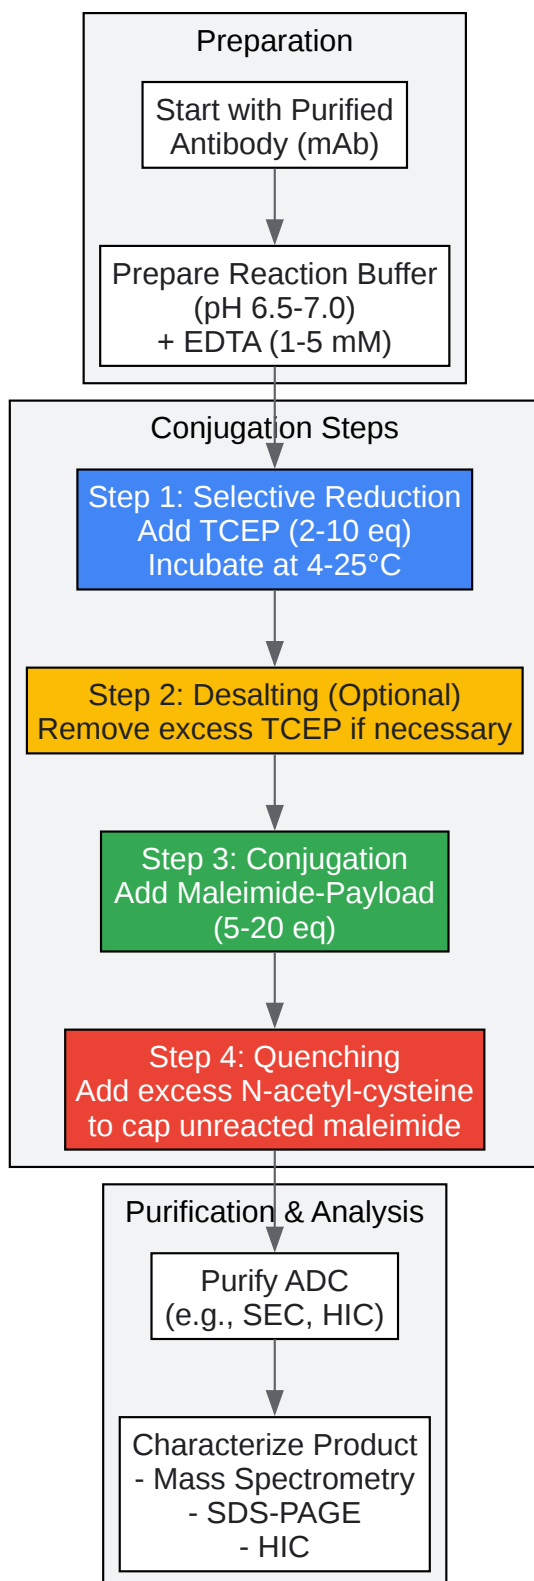 Preparation
Start with Purified
Antibody (mAb)
Prepare Reaction Buffer
(pH 6.5-7.0)
+ EDTA (1-5 mM)
Conjugation Steps
Step 1: Selective Reduction
Add TCEP (2-10 eq)
Incubate at 4-25°C
Step 2: Desalting (Optional)
Remove excess TCEP if necessary
Step 3: Conjugation
Add Maleimide-Payload
(5-20 eq)
Step 4: Quenching
Add excess N-acetyl-cysteine
to cap unreacted maleimide
Purification & Analysis
Purify ADC
(e.g., SEC, HIC)
Characterize Product
- Mass Spectrometry
- SDS-PAGE
- HIC